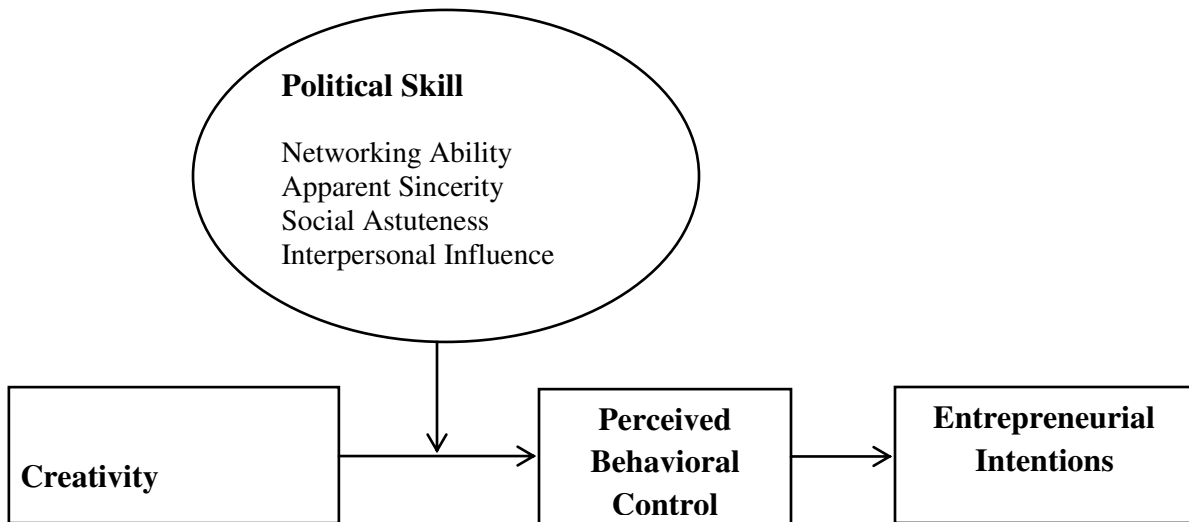 Political Skill
Networking Ability
Apparent Sincerity
Social Astuteness
Interpersonal Influence
Creativity
Perceived
Behavioral
Control
Entrepreneurial
Intentions